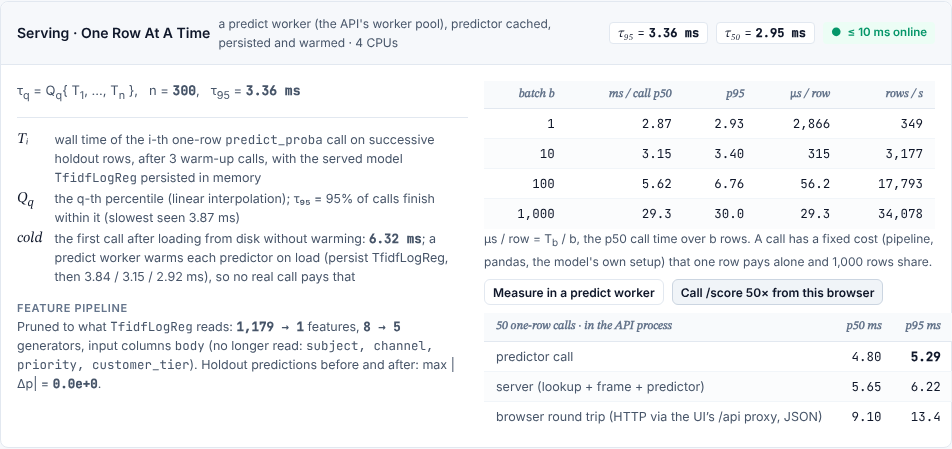 Serving · One Row At A Time
a predict worker (the API's worker pool), predictor cached,
persisted and warmed · 4 CPUs
τ₉₅ = 3.36 ms
τ₅₀ = 2.95 ms
● ≤ 10 ms online
τq = Qq{ T1, ..., Tn }, n = 300, τ95 = 3.36 ms
Tᵢ wall time of the i-th one-row predict_proba call on successive
holdout rows, after 3 warm-up calls, with the served model
TfidfLogReg persisted in memory
Qq the q-th percentile (linear interpolation); τ₉₅ = 95% of calls finish
within it (slowest seen 3.87 ms)
cold the first call after loading from disk without warming: 6.32 ms; a
predict worker warms each predictor on load (persist TfidfLogReg,
then 3.84 / 3.15 / 2.92 ms), so no real call pays that
FEATURE PIPELINE
Pruned to what TfidfLogReg reads: 1,179 → 1 features, 8 → 5
generators, input columns body (no longer read: subject, channel,
priority, customer_tier). Holdout predictions before and after: max |
Δp| = 0.0e+0.
batch b ms / call p50 p95 µs / row rows / s
1 2.87 2.93 2,866 349
10 3.15 3.40 315 3,177
100 5.62 6.76 56.2 17,793
1,000 29.3 30.0 29.3 34,078
µs / row = Tb / b, the p50 call time over b rows. A call has a fixed cost (pipeline,
pandas, the model's own setup) that one row pays alone and 1,000 rows share.
Measure in a predict worker
Call /score 50× from this browser
50 one-row calls · in the API process p50 ms p95 ms
predictor call 4.80 5.29
server (lookup + frame + predictor) 5.65 6.22
browser round trip (HTTP via the UI's /api proxy, JSON) 9.10 13.4